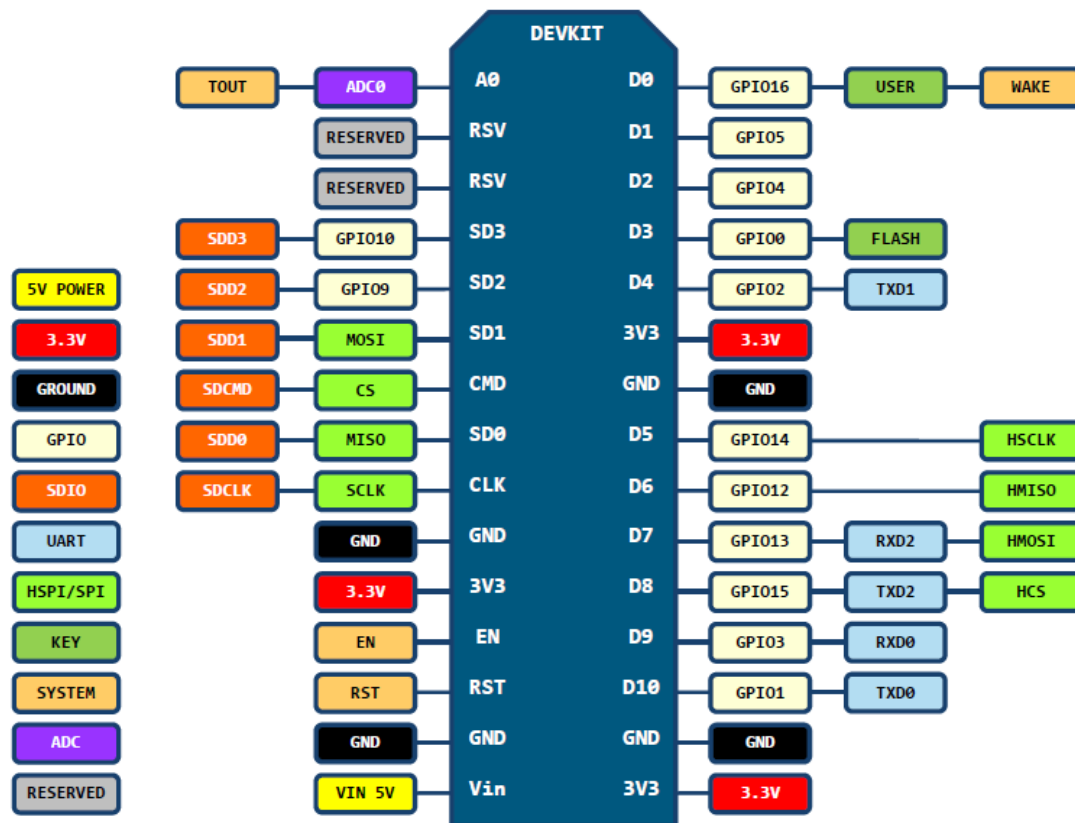 DEVKIT
TOUT ADC0 A0 D0 GPIO16 USER WAKE
RESERVED RSV D1 GPIO5
RESERVED RSV D2 GPIO4
SDD3 GPIO10 SD3 D3 GPIO0 FLASH
5V POWER SDD2 GPIO9 SD2 D4 GPIO2 TXD1
3.3V SDD1 MOSI SD1 3V3 3.3V
GROUND SDCMD CS CMD GND GND
GPIO SDD0 MISO SD0 D5 GPIO14 HSCLK
SDIO SDCLK SCLK CLK D6 GPIO12 HMISO
UART GND GND D7 GPIO13 RXD2 HMOSI
HSPI/SPI 3.3V 3V3 D8 GPIO15 TXD2 HCS
KEY EN EN D9 GPIO3 RXD0
SYSTEM RST RST D10 GPIO1 TXD0
ADC GND GND GND GND
RESERVED VIN 5V Vin 3V3 3.3V